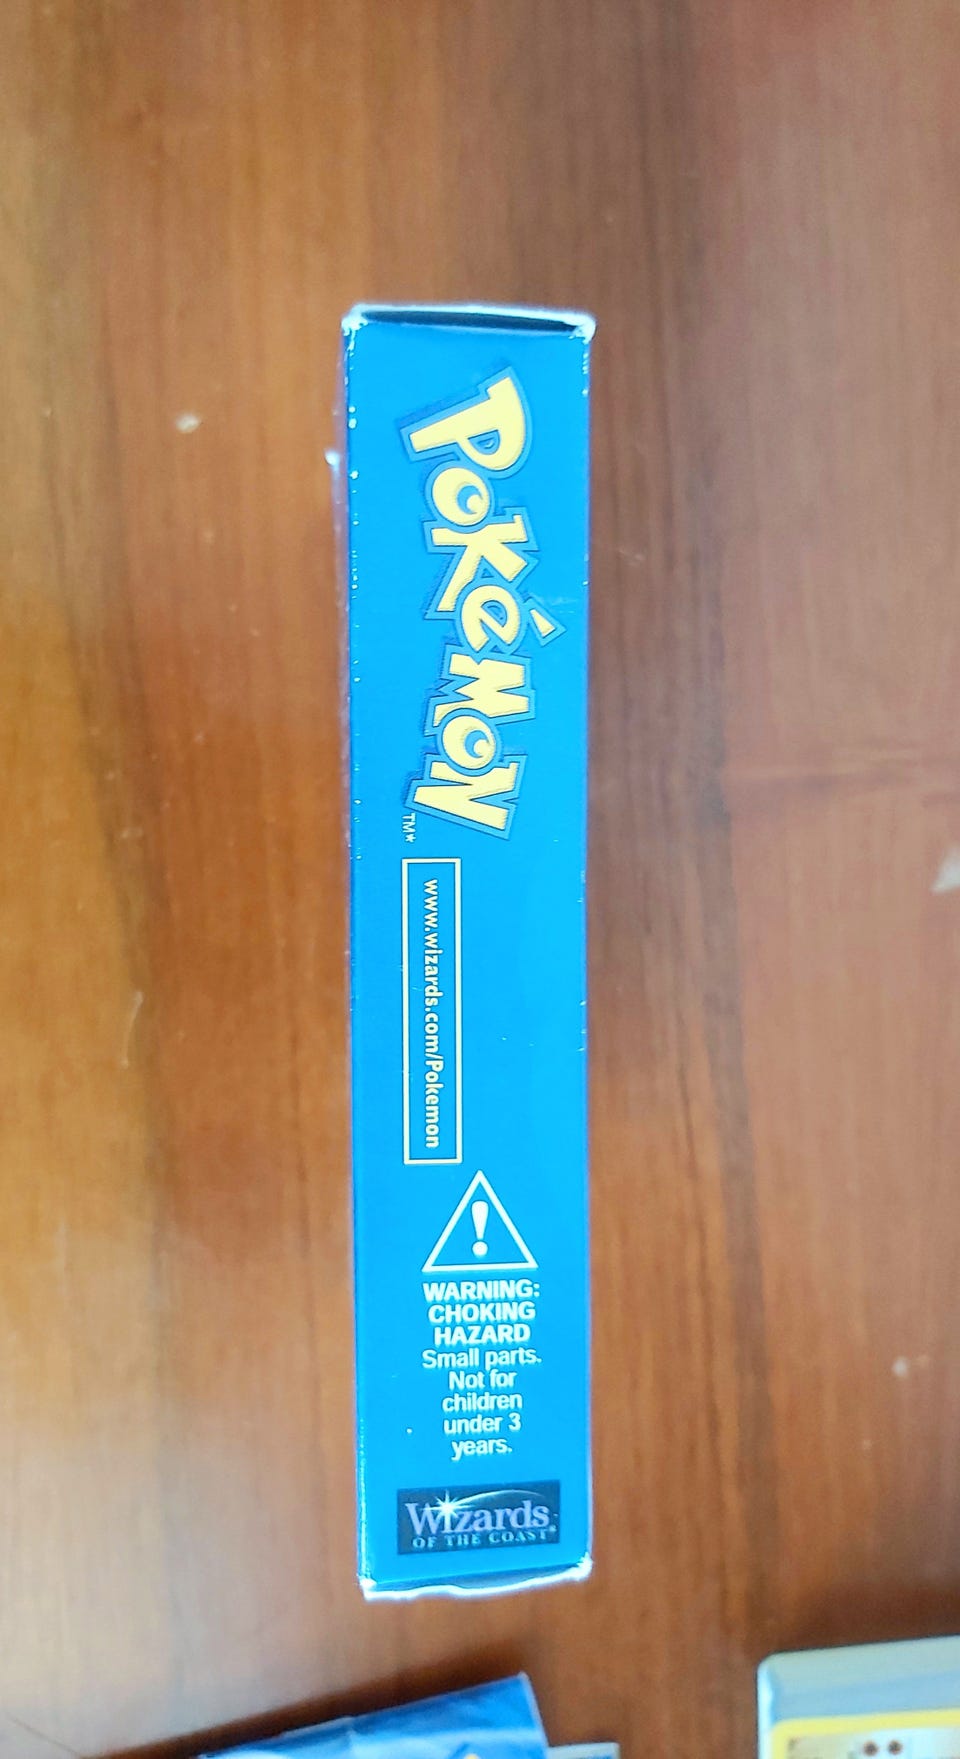 Pokémon
TM*
www.wizards.com/Pokemon
!
WARNING:
CHOKING
HAZARD
Small parts.
Not for
children
under 3
years.
Wizards
OF THE COAST®